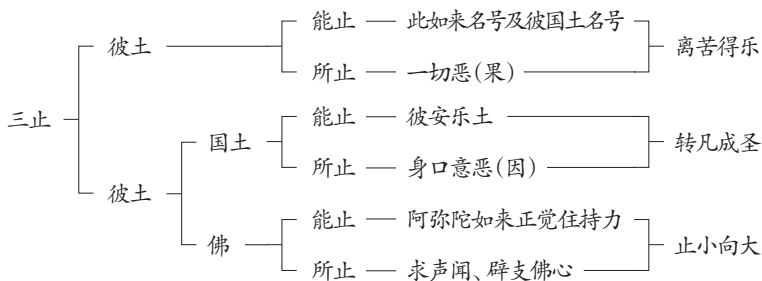 能止 — 此如来名号及彼国土名号
彼土
离苦得乐
所止 — 一切恶(果)
三止
能止 — 彼安乐土
国土
转凡成圣
所止 — 身口意恶(因)
彼土
能止 — 阿弥陀如来正觉住持力
佛
止小向大
所止 — 求声闻、辟支佛心